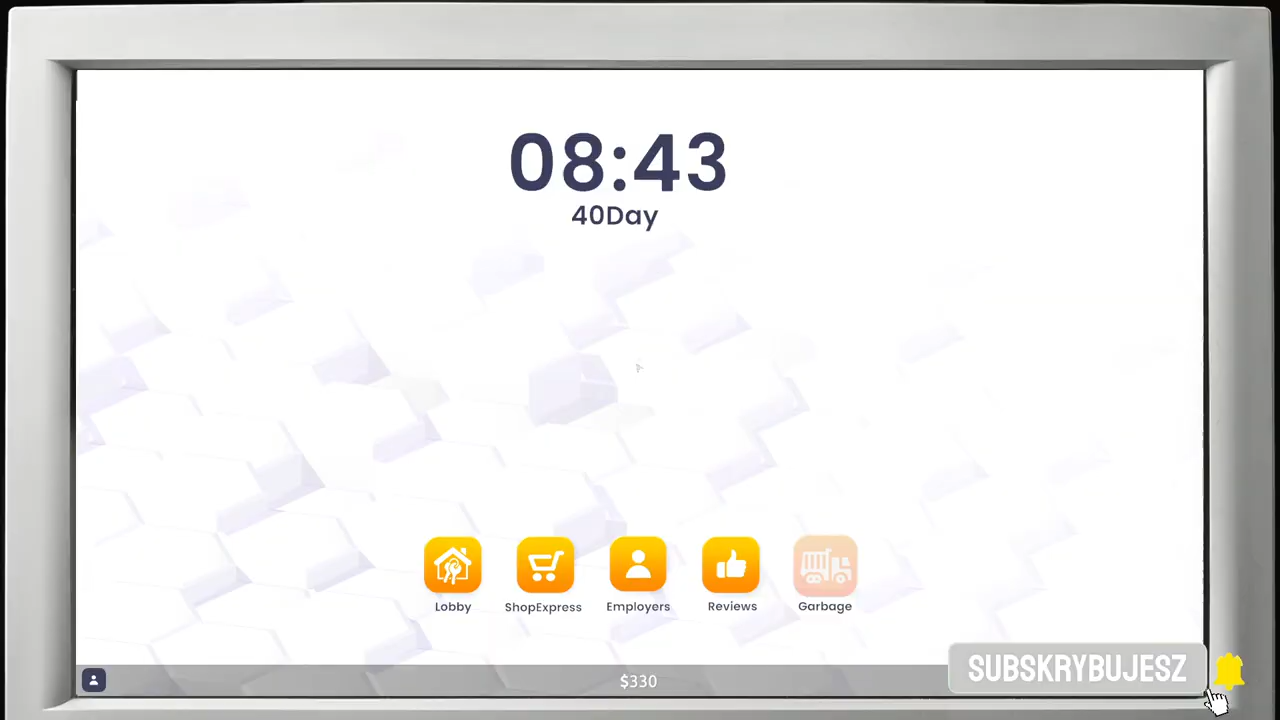 08:43
40Day
Lobby
ShopExpress
Employers
Reviews
Garbage
$330
SUBSKRYBUJESZ